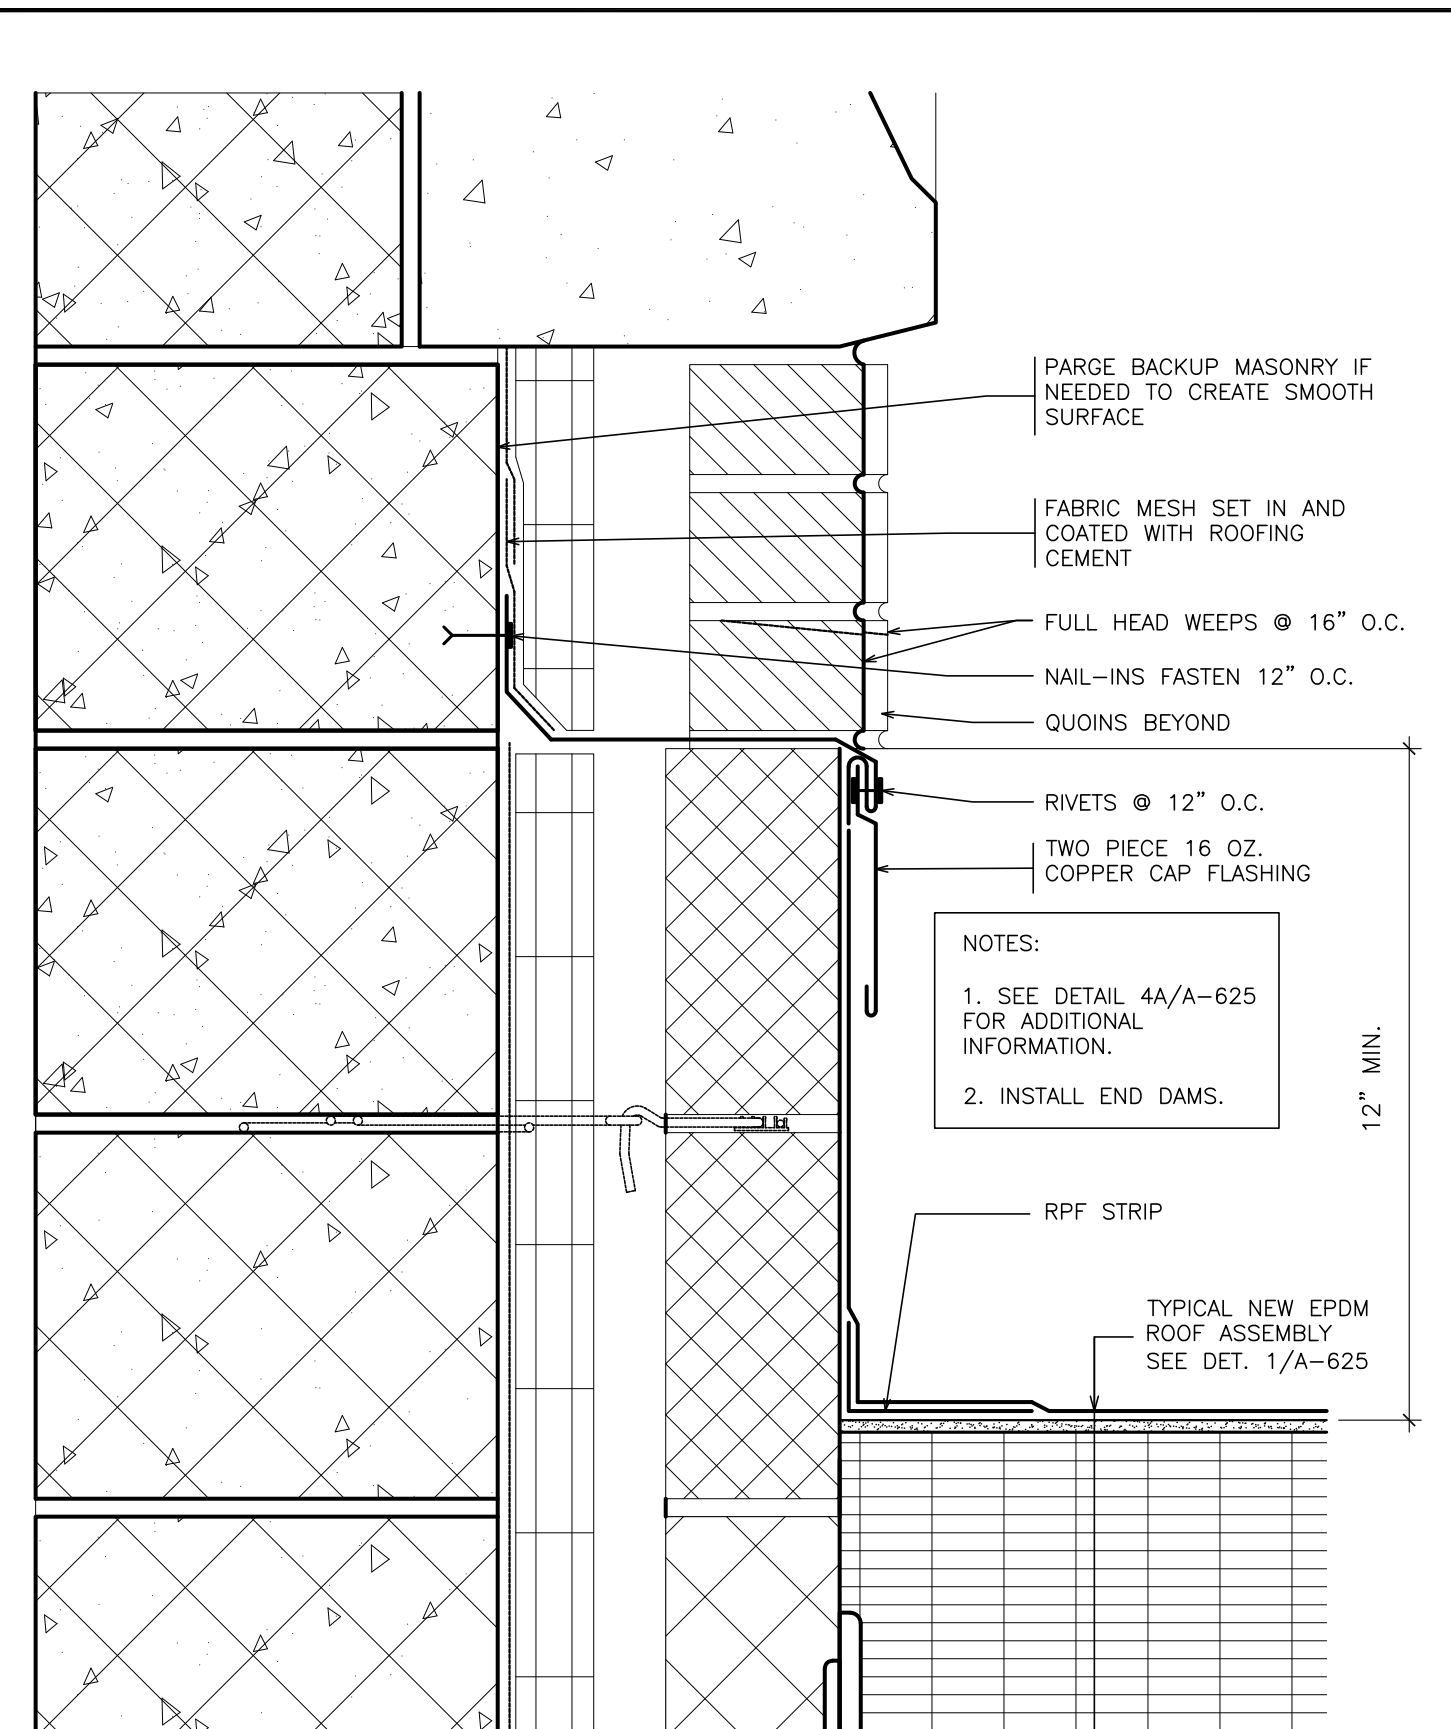 PARGE BACKUP MASONRY IF
NEEDED TO CREATE SMOOTH
SURFACE
FABRIC MESH SET IN AND
COATED WITH ROOFING
CEMENT
FULL HEAD WEEPS @ 16" O.C.
NAIL-INS FASTEN 12" O.C.
QUOINS BEYOND
RIVETS @ 12" O.C.
TWO PIECE 16 OZ.
COPPER CAP FLASHING
NOTES:
1. SEE DETAIL 4A/A-625
FOR ADDITIONAL
INFORMATION.
2. INSTALL END DAMS.
12" MIN.
RPF STRIP
TYPICAL NEW EPDM
ROOF ASSEMBLY
SEE DET. 1/A-625